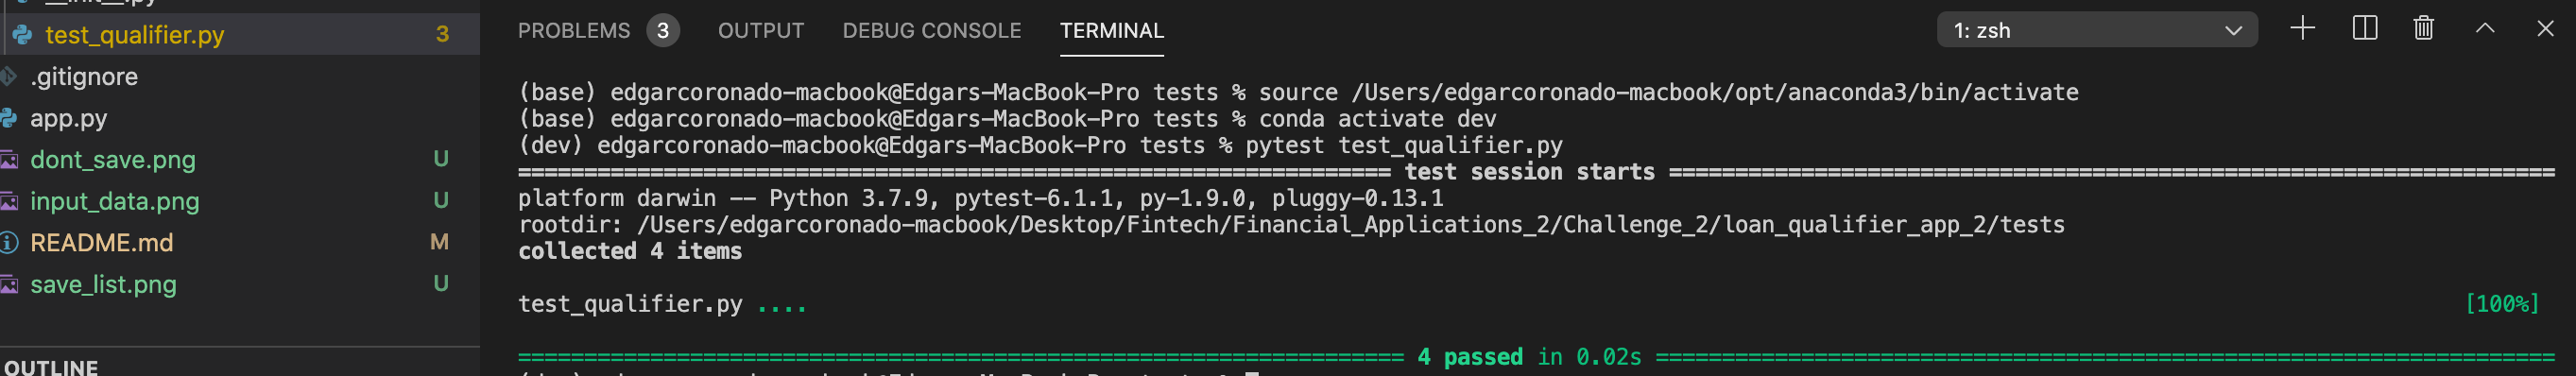 __init__.py
test_qualifier.py 3
.gitignore
app.py
dont_save.png U
input_data.png U
README.md M
save_list.png U
OUTLINE
PROBLEMS 3 OUTPUT DEBUG CONSOLE TERMINAL 1: zsh
(base) edgarcoronado-macbook@Edgars-MacBook-Pro tests % source /Users/edgarcoronado-macbook/opt/anaconda3/bin/activate
(base) edgarcoronado-macbook@Edgars-MacBook-Pro tests % conda activate dev
(dev) edgarcoronado-macbook@Edgars-MacBook-Pro tests % pytest test_qualifier.py
================================================================== test session starts ===================================================================
platform darwin -- Python 3.7.9, pytest-6.1.1, py-1.9.0, pluggy-0.13.1
rootdir: /Users/edgarcoronado-macbook/Desktop/Fintech/Financial_Applications_2/Challenge_2/loan_qualifier_app_2/tests
collected 4 items
test_qualifier.py .... [100%]
=================================================================== 4 passed in 0.02s ====================================================================